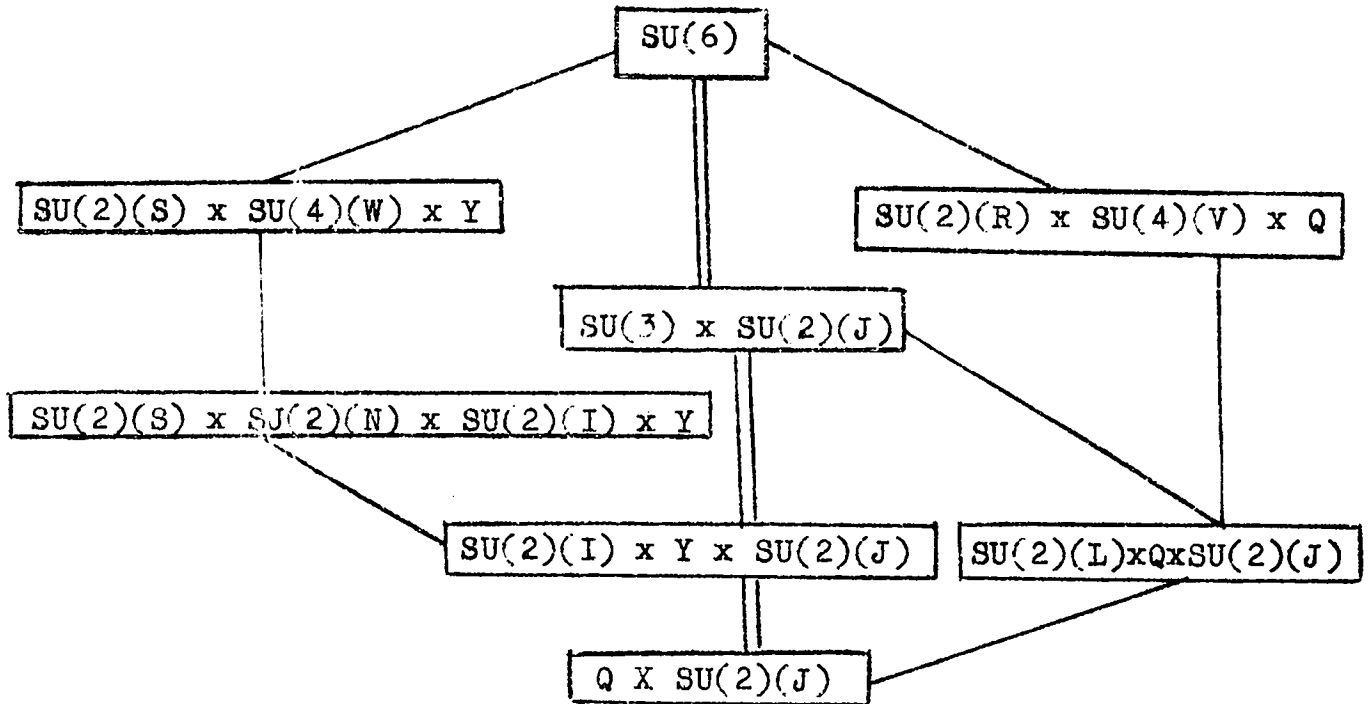 SU(6)
SU(2)(S) x SU(4)(W) x Y
SU(2)(R) x SU(4)(V) x Q
SU(3) x SU(2)(J)
SU(2)(S) x SJ(2)(N) x SU(2)(I) x Y
SU(2)(I) x Y x SU(2)(J)
SU(2)(L)xQxSU(2)(J)
Q X SU(2)(J)